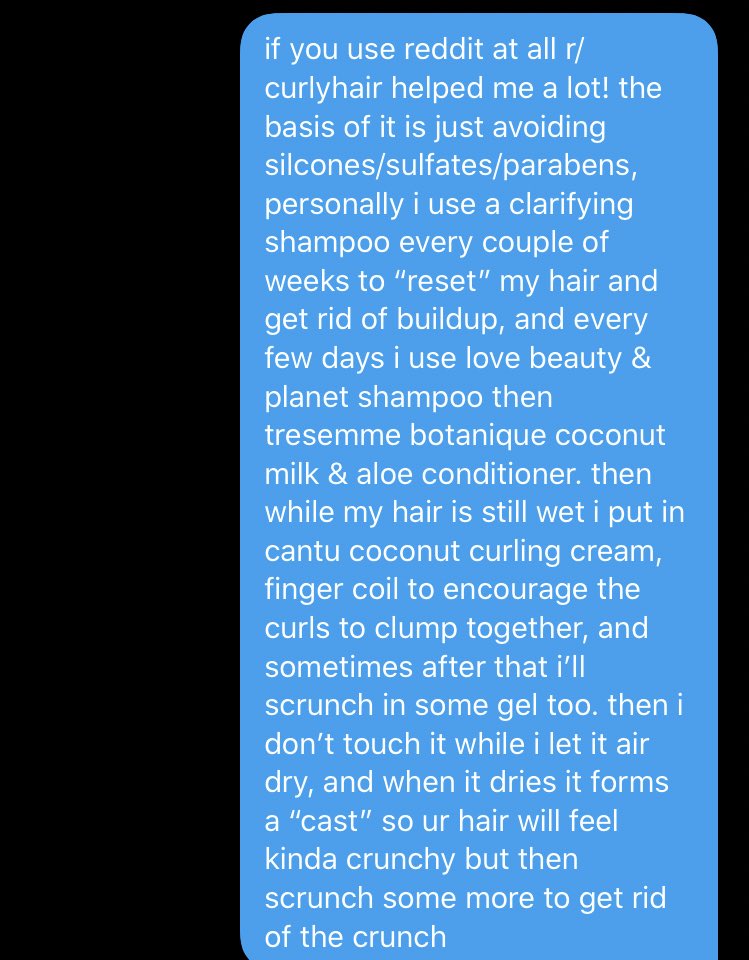 if you use reddit at all r/
curlyhair helped me a lot! the
basis of it is just avoiding
silcones/sulfates/parabens,
personally i use a clarifying
shampoo every couple of
weeks to “reset” my hair and
get rid of buildup, and every
few days i use love beauty &
planet shampoo then
tresemme botanique coconut
milk & aloe conditioner. then
while my hair is still wet i put in
cantu coconut curling cream,
finger coil to encourage the
curls to clump together, and
sometimes after that i’ll
scrunch in some gel too. then i
don’t touch it while i let it air
dry, and when it dries it forms
a “cast” so ur hair will feel
kinda crunchy but then
scrunch some more to get rid
of the crunch